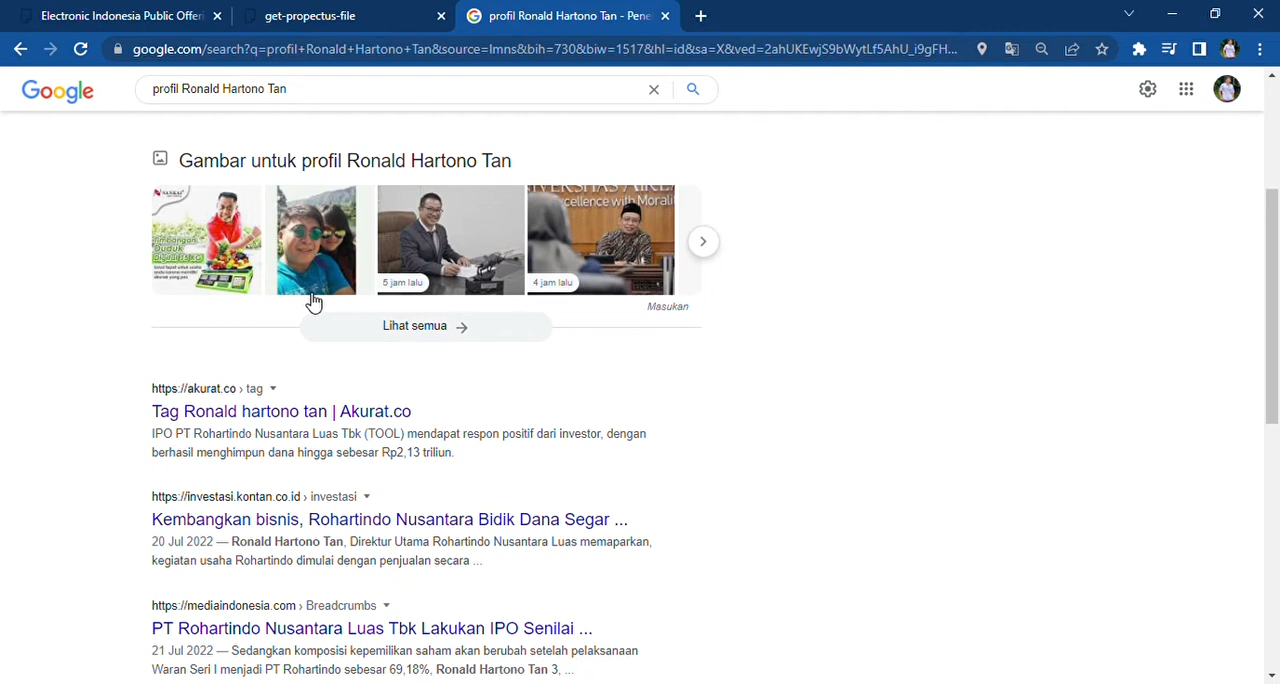 Electronic Indonesia Public Offeri
get-propectus-file
profil Ronald Hartono Tan - Pene
google.com/search?q=profil+Ronald+Hartono+Tan&source=lmns&bih=730&biw=1517&hl=id&sa=X&ved=2ahUKEwjS9bWytLf5AhU_i9gFH...
Google
profil Ronald Hartono Tan
Gambar untuk profil Ronald Hartono Tan
Timbangan
Duduk
5 jam lalu
cellence with Morali
4 jam lalu
Masukan
Lihat semua
https://akurat.co › tag
Tag Ronald hartono tan | Akurat.co
IPO PT Rohartindo Nusantara Luas Tbk (TOOL) mendapat respon positif dari investor, dengan
berhasil menghimpun dana hingga sebesar Rp2,13 triliun.
https://investasi.kontan.co.id › investasi
Kembangkan bisnis, Rohartindo Nusantara Bidik Dana Segar ...
20 Jul 2022 — Ronald Hartono Tan, Direktur Utama Rohartindo Nusantara Luas memaparkan,
kegiatan usaha Rohartindo dimulai dengan penjualan secara ...
https://mediaindonesia.com › Breadcrumbs
PT Rohartindo Nusantara Luas Tbk Lakukan IPO Senilai ...
21 Jul 2022 — Sedangkan komposisi kepemilikan saham akan berubah setelah pelaksanaan
Waran Seri I menjadi PT Rohartindo sebesar 69,18%, Ronald Hartono Tan 3, ...